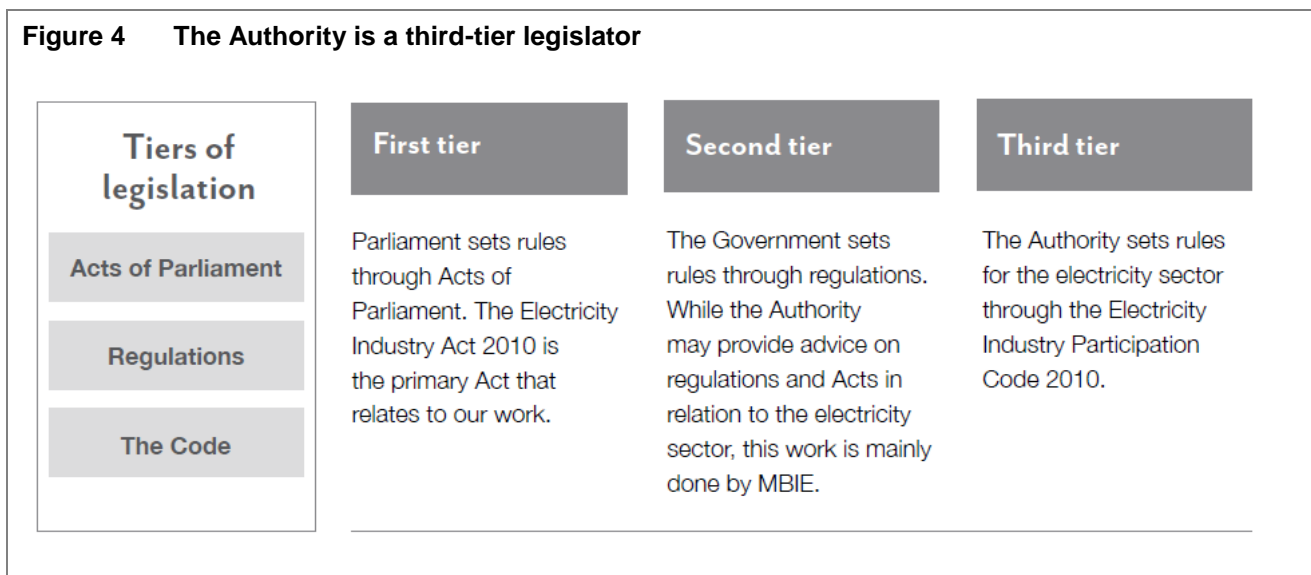 Figure 4 The Authority is a third-tier legislator
Tiers of
legislation
Acts of Parliament
Regulations
The Code
First tier
Parliament sets rules
through Acts of
Parliament. The Electricity
Industry Act 2010 is
the primary Act that
relates to our work.
Second tier
The Government sets
rules through regulations.
While the Authority
may provide advice on
regulations and Acts in
relation to the electricity
sector, this work is mainly
done by MBIE.
Third tier
The Authority sets rules
for the electricity sector
through the Electricity
Industry Participation
Code 2010.